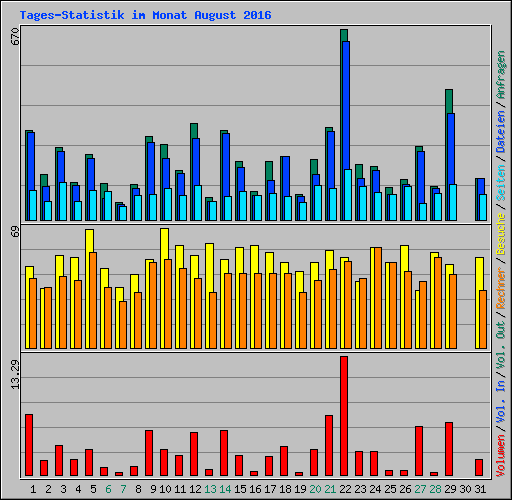 Tages-Statistik im Monat August 2016
670
69
13.29
Volumen / Vol. In / Vol. Out / Rechner / Besuche / Seiten / Dateien / Anfragen
1 2 3 4 5 6 7 8 9 10 11 12 13 14 15 16 17 18 19 20 21 22 23 24 25 26 27 28 29 30 31